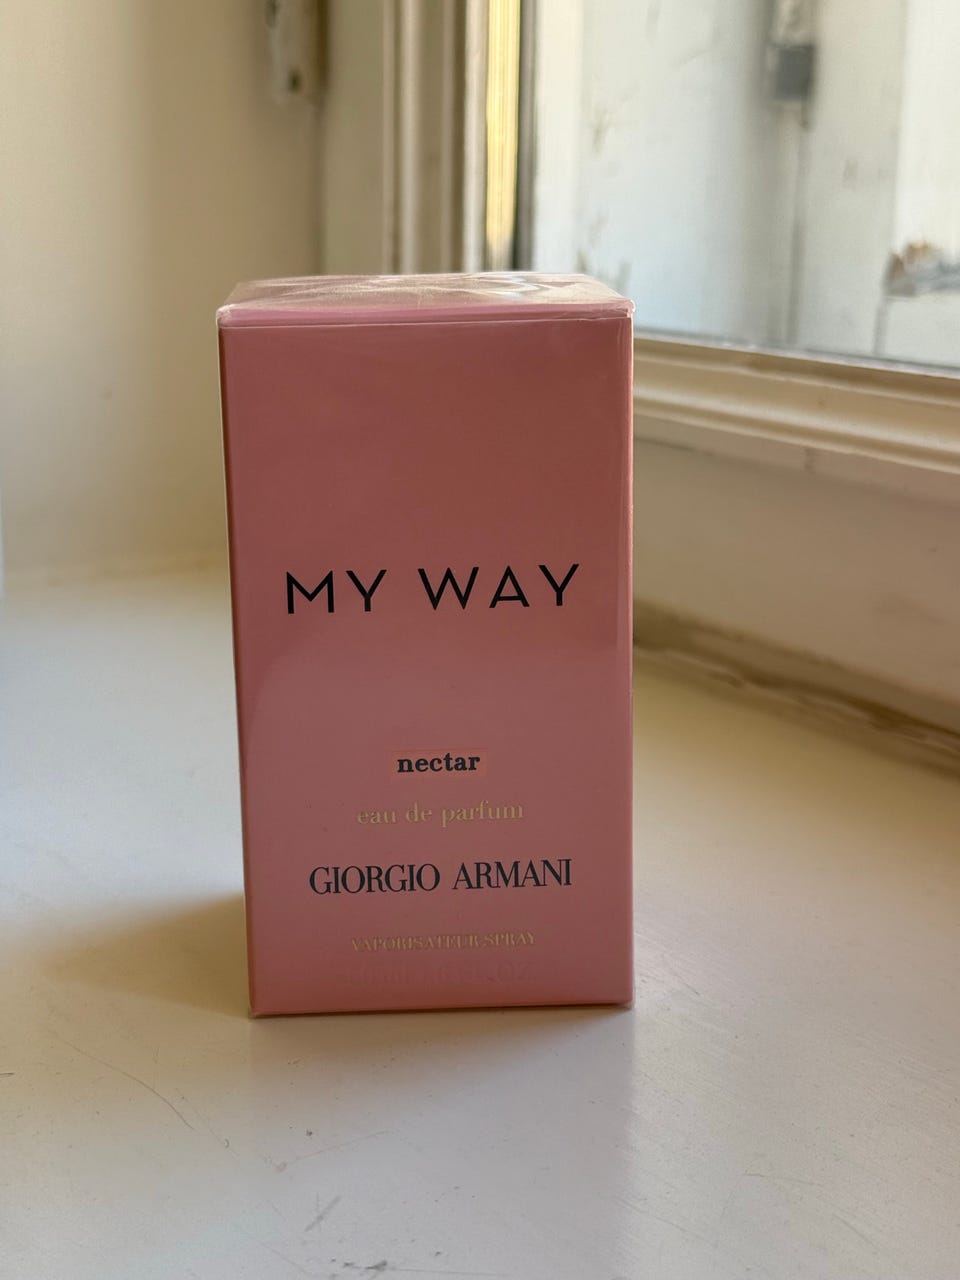 MY WAY
nectar
eau de parfum
GIORGIO ARMANI
VAPORISATEUR SPRAY